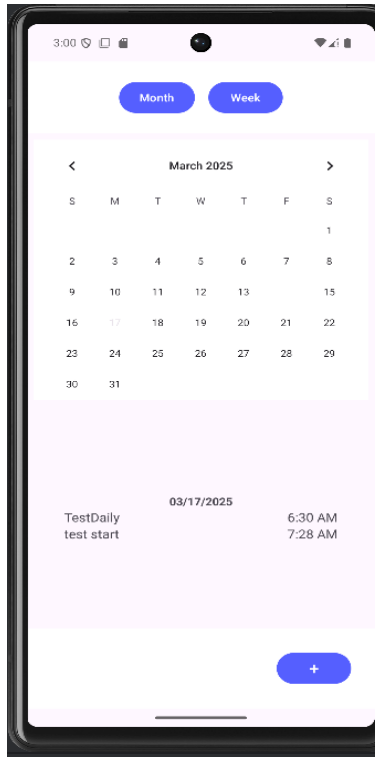 3:00
Month Week
March 2025
S M T W T F S
1
2 3 4 5 6 7 8
9 10 11 12 13 15
16 17 18 19 20 21 22
23 24 25 26 27 28 29
30 31
03/17/2025
TestDaily 6:30 AM
test start 7:28 AM
+